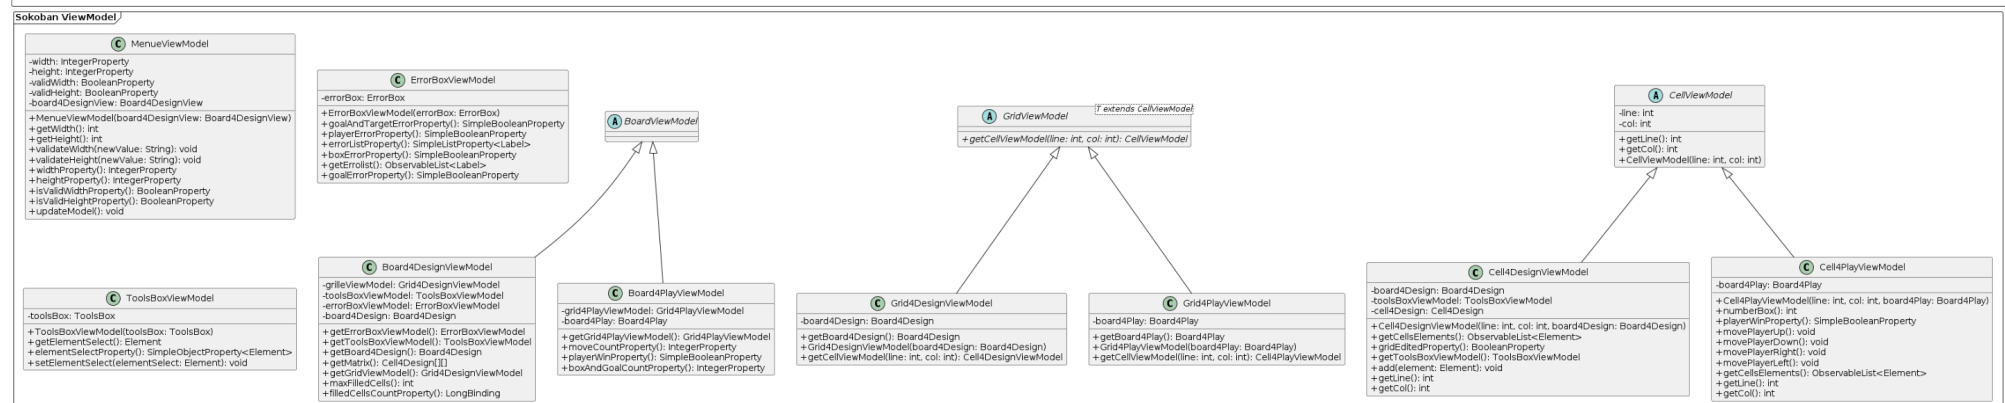 Sokoban ViewModel
C MenueViewModel
-width: IntegerProperty
-height: IntegerProperty
-validWidth: BooleanProperty
-validHeight: BooleanProperty
-board4DesignView: Board4DesignView
+MenueViewModel(board4DesignView: Board4DesignView)
+getWidth(): int
+getHeight(): int
+validateWidth(newValue: String): void
+validateHeight(newValue: String): void
+widthProperty(): IntegerProperty
+heightProperty(): IntegerProperty
+isValidWidthProperty(): BooleanProperty
+isValidHeightProperty(): BooleanProperty
+updateModel(): void
C ErrorBoxViewModel
-errorBox: ErrorBox
+ErrorBoxViewModel(errorBox: ErrorBox)
+goalAndTargetErrorProperty(): SimpleBooleanProperty
+playerErrorProperty(): SimpleBooleanProperty
+errorListProperty(): SimpleListProperty<Label>
+boxErrorProperty(): SimpleBooleanProperty
+getErrolist(): ObservableList<Label>
+goalErrorProperty(): SimpleBooleanProperty
A BoardViewModel
A GridViewModel
T extends CellViewModel
+getCellViewModel(line: int, col: int): CellViewModel
A CellViewModel
-line: int
-col: int
+getLine(): int
+getCol(): int
+CellViewModel(line: int, col: int)
C ToolsBoxViewModel
-toolsBox: ToolsBox
+ToolsBoxViewModel(toolsBox: ToolsBox)
+getElementSelect(): Element
+elementSelectProperty(): SimpleObjectProperty<Element>
+setElementSelect(elementSelect: Element): void
C Board4DesignViewModel
-grilleViewModel: Grid4DesignViewModel
-toolsBoxViewModel: ToolsBoxViewModel
-errorBoxViewModel: ErrorBoxViewModel
-board4Design: Board4Design
+getErrorBoxViewModel(): ErrorBoxViewModel
+getToolsBoxViewModel(): ToolsBoxViewModel
+getBoard4Design(): Board4Design
+getMatrix(): Cell4Design[][]
+getGridViewModel(): Grid4DesignViewModel
+maxFilledCells(): int
+filledCellsCountProperty(): LongBinding
C Board4PlayViewModel
-grid4PlayViewModel: Grid4PlayViewModel
-board4Play: Board4Play
+getGrid4PlayViewModel(): Grid4PlayViewModel
+moveCountProperty(): IntegerProperty
+playerWinProperty(): SimpleBooleanProperty
+boxAndGoalCountProperty(): IntegerProperty
C Grid4DesignViewModel
-board4Design: Board4Design
+getBoard4Design(): Board4Design
+Grid4DesignViewModel(board4Design: Board4Design)
+getCellViewModel(line: int, col: int): Cell4DesignViewModel
C Grid4PlayViewModel
-board4Play: Board4Play
+getBoard4Play(): Board4Play
+Grid4PlayViewModel(board4Play: Board4Play)
+getCellViewModel(line: int, col: int): Cell4PlayViewModel
C Cell4DesignViewModel
-board4Design: Board4Design
-toolsBoxViewModel: ToolsBoxViewModel
-cell4Design: Cell4Design
+Cell4DesignViewModel(line: int, col: int, board4Design: Board4Design)
+getCellsElements(): ObservableList<Element>
+gridEditedProperty(): BooleanProperty
+getToolsBoxViewModel(): ToolsBoxViewModel
+add(element: Element): void
+getLine(): int
+getCol(): int
C Cell4PlayViewModel
-board4Play: Board4Play
+Cell4PlayViewModel(line: int, col: int, board4Play: Board4Play)
+numberBox(): int
+playerWinProperty(): SimpleBooleanProperty
+movePlayerUp(): void
+movePlayerDown(): void
+movePlayerRight(): void
+movePlayerLeft(): void
+getCellsElements(): ObservableList<Element>
+getLine(): int
+getCol(): int